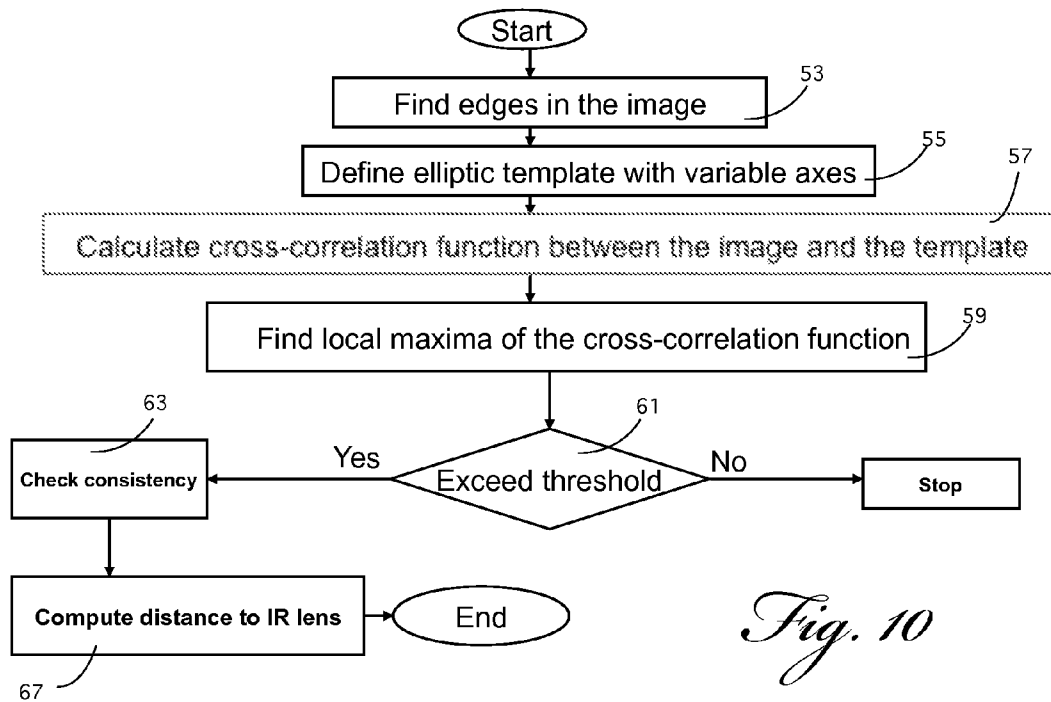 Start
53
Find edges in the image
55
Define elliptic template with variable axes
57
Calculate cross-correlation function between the image and the template
59
Find local maxima of the cross-correlation function
61
63
Yes
Exceed threshold
No
Check consistency
Stop
Compute distance to IR lens
End
67
Fig. 10